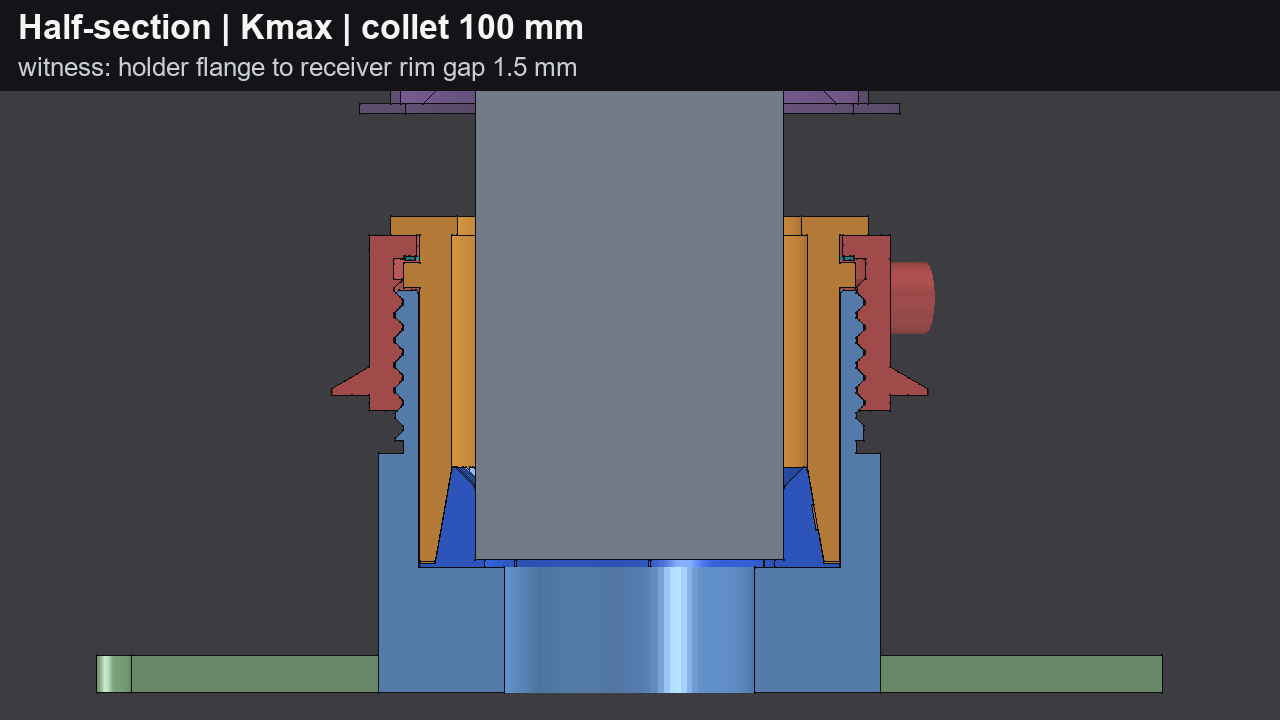 Half-section | Kmax | collet 100 mm
witness: holder flange to receiver rim gap 1.5 mm